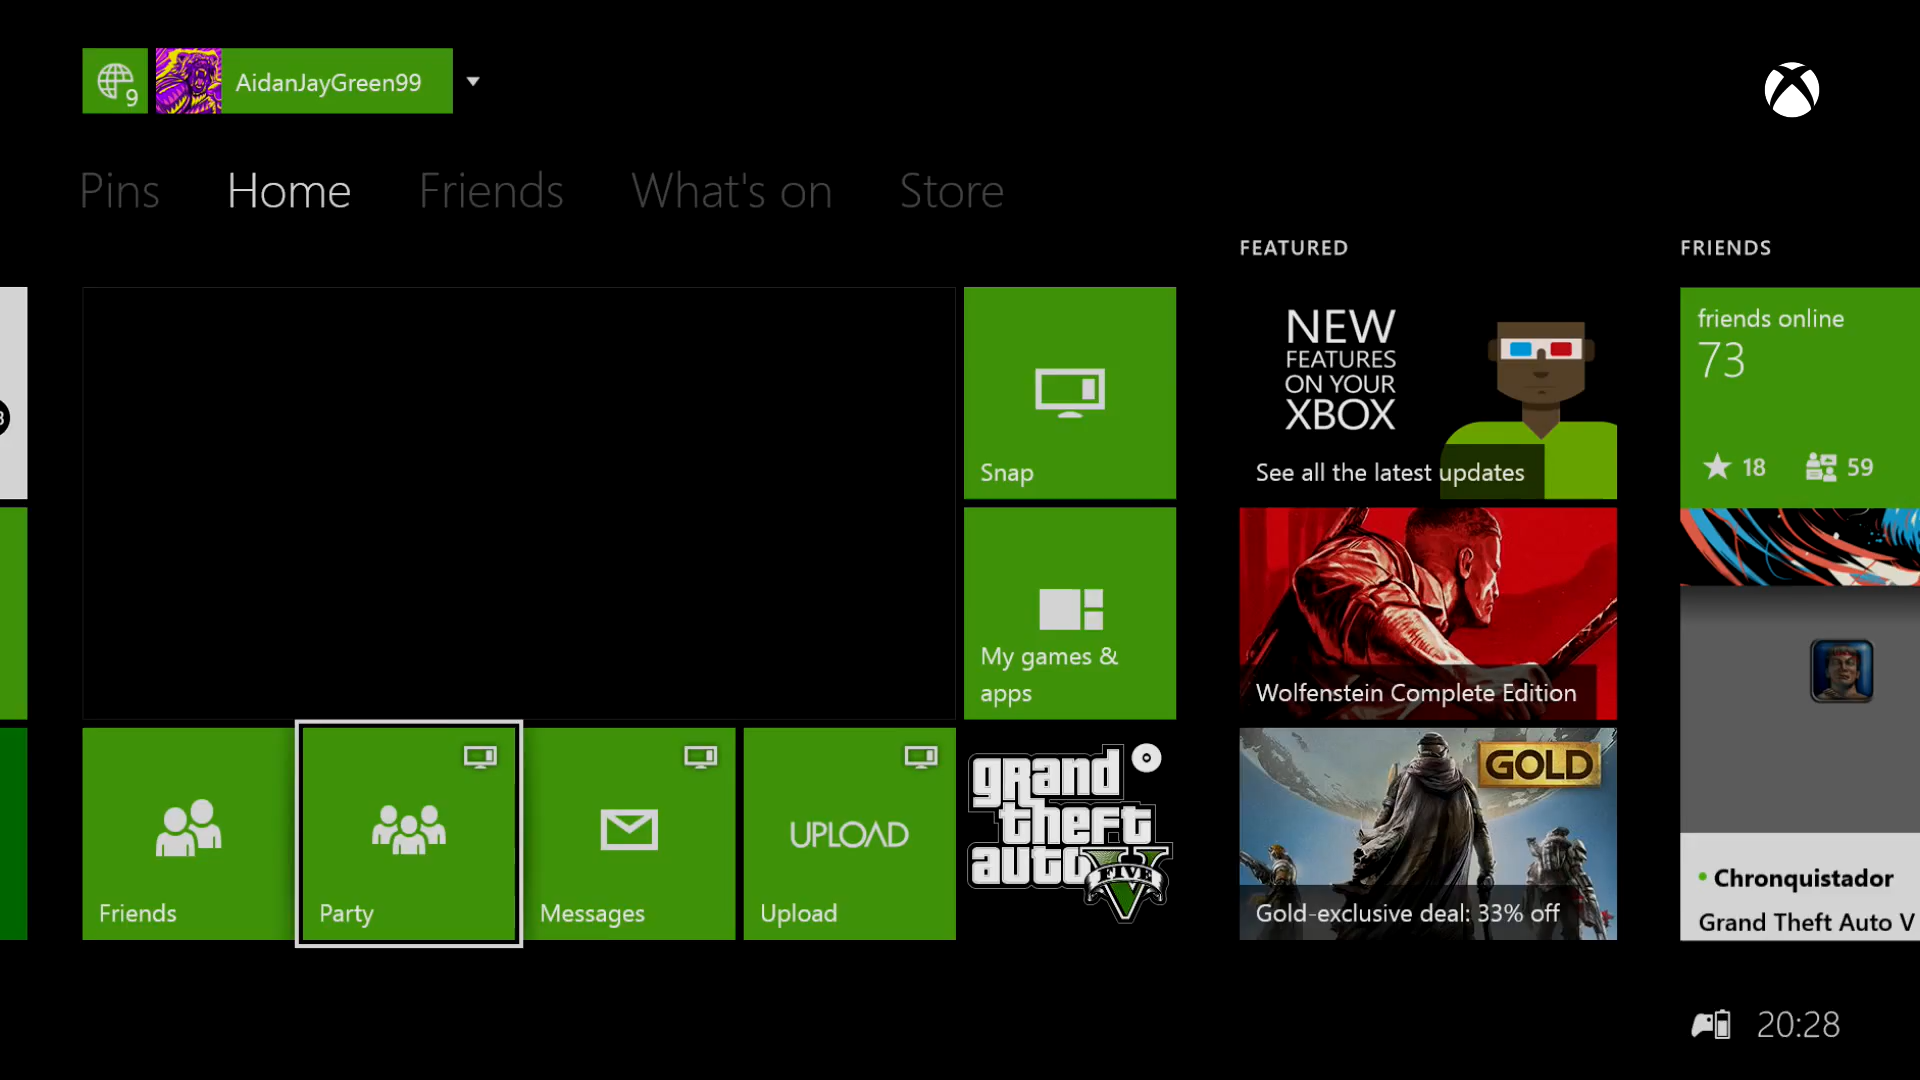 9
AidanJayGreen99
Pins
Home
Friends
What's on
Store
Snap
My games &
apps
Friends
Party
Messages
UPLOAD
Upload
grand
theft
auto
V
FIVE
FEATURED
NEW
FEATURES
ON YOUR
XBOX
See all the latest updates
Wolfenstein Complete Edition
GOLD
Gold-exclusive deal: 33% off
FRIENDS
friends online
73
18
59
Chronquistador
Grand Theft Auto V
20:28